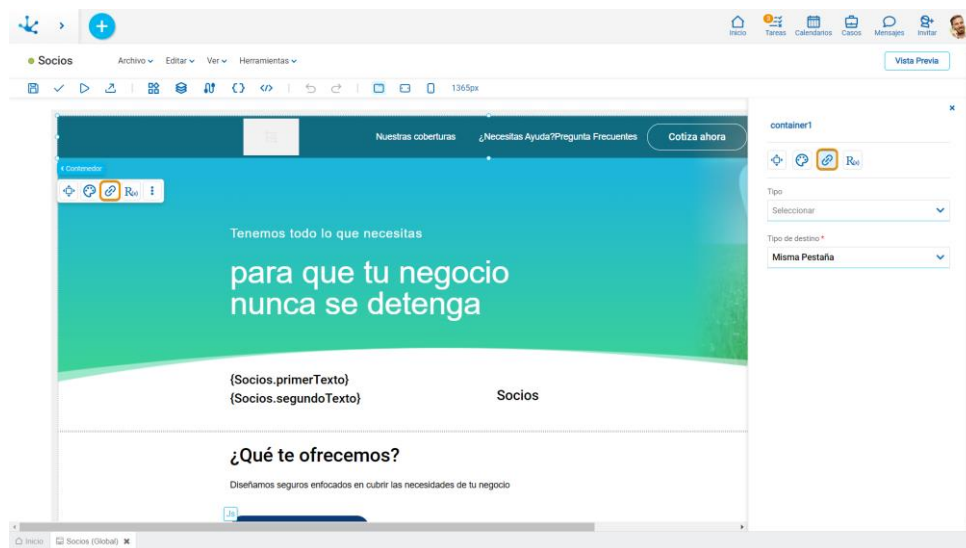 Inicio
Tareas
Calendarios
Casos
Mensajes
Invitar
Socios
Archivo
Editar
Ver
Herramientas
Vista Previa
1365px
Nuestras coberturas
¿Necesitas Ayuda?Pregunta Frecuentes
Cotiza ahora
Contenedor
Tenemos todo lo que necesitas
para que tu negocio
nunca se detenga
{Socios.primerTexto}
{Socios.segundoTexto}
Socios
¿Qué te ofrecemos?
Diseñamos seguros enfocados en cubrir las necesidades de tu negocio
Js
container1
Tipo
Seleccionar
Tipo de destino *
Misma Pestaña
Inicio
Socios (Global)